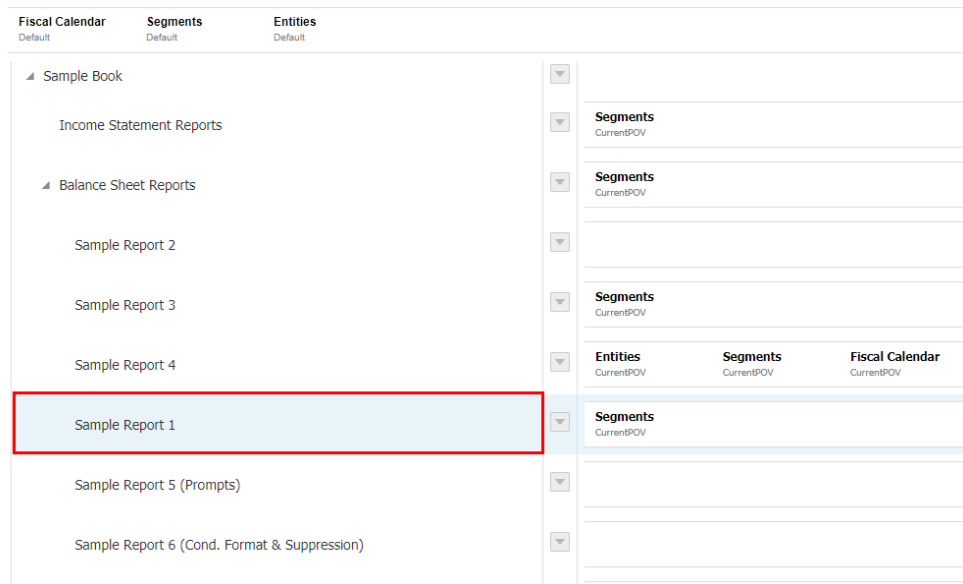 Fiscal Calendar Segments Entities
Default Default Default
Sample Book
Income Statement Reports
Segments
CurrentPOV
Balance Sheet Reports
Segments
CurrentPOV
Sample Report 2
Sample Report 3
Segments
CurrentPOV
Sample Report 4
Entities Segments Fiscal Calendar
CurrentPOV CurrentPOV CurrentPOV
Sample Report 1
Segments
CurrentPOV
Sample Report 5 (Prompts)
Sample Report 6 (Cond. Format & Suppression)